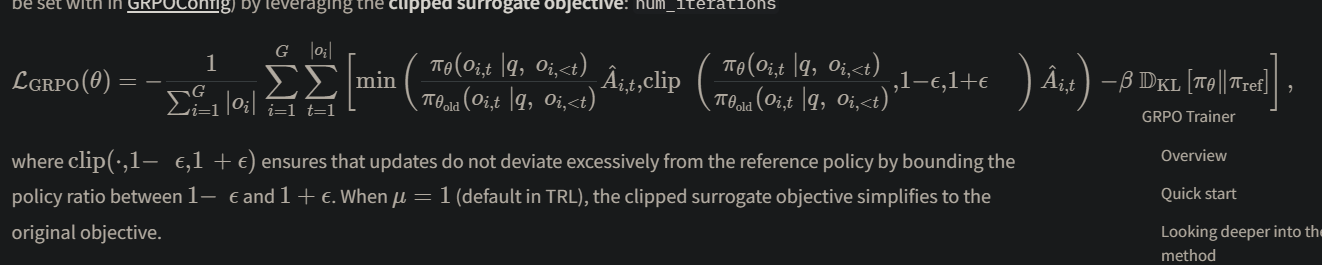 be set with in GRPOConfig) by leveraging the clipped surrogate objective: num_iterations
ℒ_GRPO(θ) = − 1/(∑_{i=1}^{G} |o_i|) ∑_{i=1}^{G} ∑_{t=1}^{|o_i|} [ min ( π_θ(o_{i,t} | q, o_{i,<t}) / π_{θ_old}(o_{i,t} | q, o_{i,<t}) Â_{i,t}, clip ( π_θ(o_{i,t} | q, o_{i,<t}) / π_{θ_old}(o_{i,t} | q, o_{i,<t}) ,1−ϵ,1+ϵ ) Â_{i,t} ) −β 𝔻_KL [π_θ‖π_ref] ] ,
where clip(·,1− ϵ,1 + ϵ) ensures that updates do not deviate excessively from the reference policy by bounding the
policy ratio between 1− ϵ and 1 + ϵ. When μ = 1 (default in TRL), the clipped surrogate objective simplifies to the
original objective.
GRPO Trainer
Overview
Quick start
Looking deeper into the
method